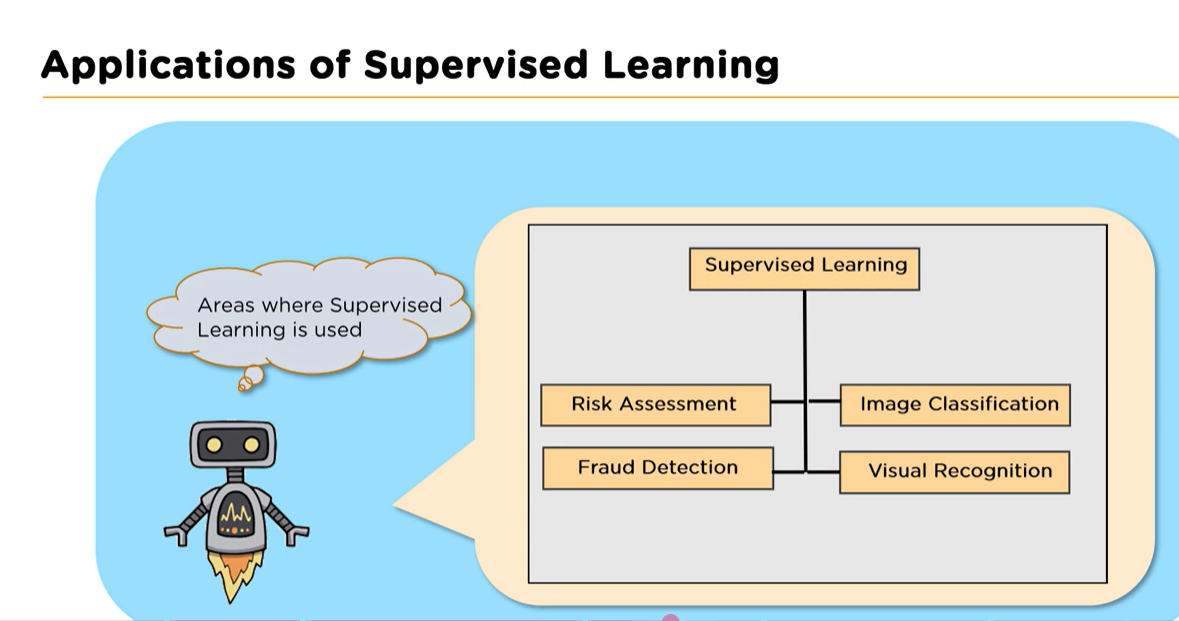 Applications of Supervised Learning
Areas where Supervised
Learning is used
Supervised Learning
Risk Assessment
Image Classification
Fraud Detection
Visual Recognition